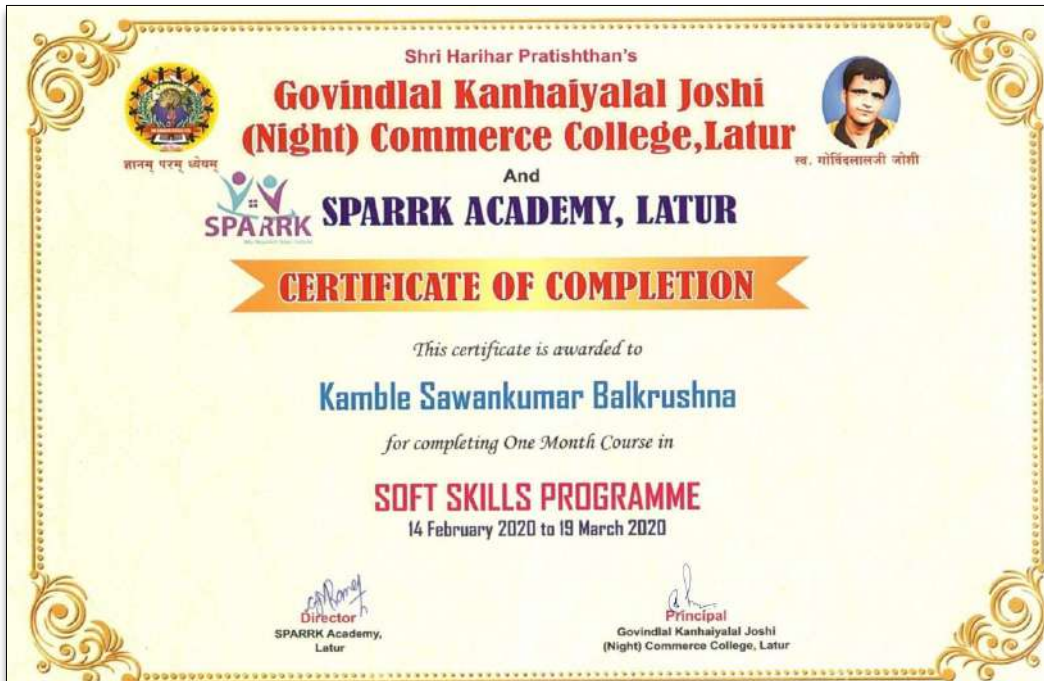 Shri Harihar Pratishthan's
Govindlal Kanhaiyalal Joshi
(Night) Commerce College,Latur
ज्ञानम् परम् ध्येयम्
स्व. गोविंदलालजी जोशी
And
SPARRK
SPARRK ACADEMY, LATUR
CERTIFICATE OF COMPLETION
This certificate is awarded to
Kamble Sawankumar Balkrushna
for completing One Month Course in
SOFT SKILLS PROGRAMME
14 February 2020 to 19 March 2020
Director
SPARRK Academy,
Latur
Principal
Govindlal Kanhaiyalal Joshi
(Night) Commerce College, Latur